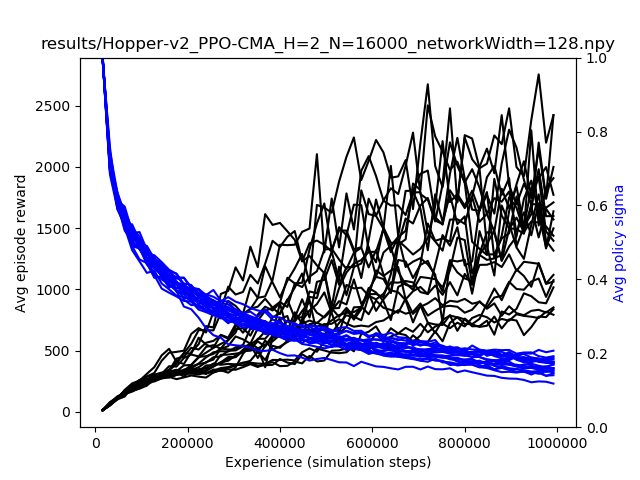 results/Hopper-v2_PPO-CMA_H=2_N=16000_networkWidth=128.npy
Avg episode reward
2500
2000
1500
1000
500
0
1.0
0.8
0.6
0.4
0.2
0.0
Avg policy sigma
0 200000 400000 600000 800000 1000000
Experience (simulation steps)